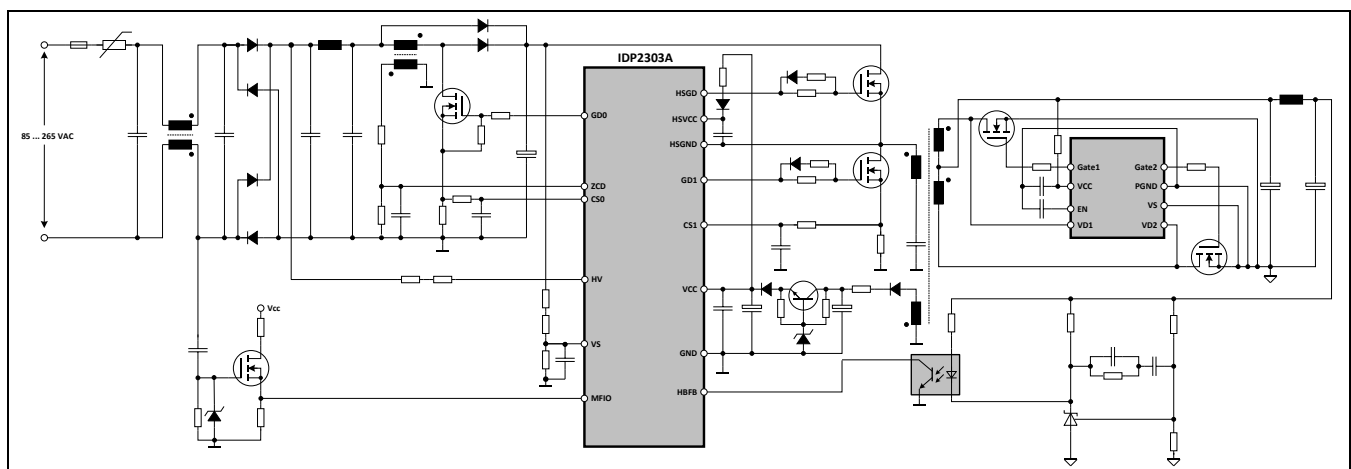 IDP2303A
85 ... 265 VAC
GD0
ZCD
CS0
HV
VS
MFIO
HSGD
HSVCC
HSGND
GD1
CS1
VCC
GND
HBFB
Vcc
Gate1
VCC
EN
VD1
Gate2
PGND
VS
VD2